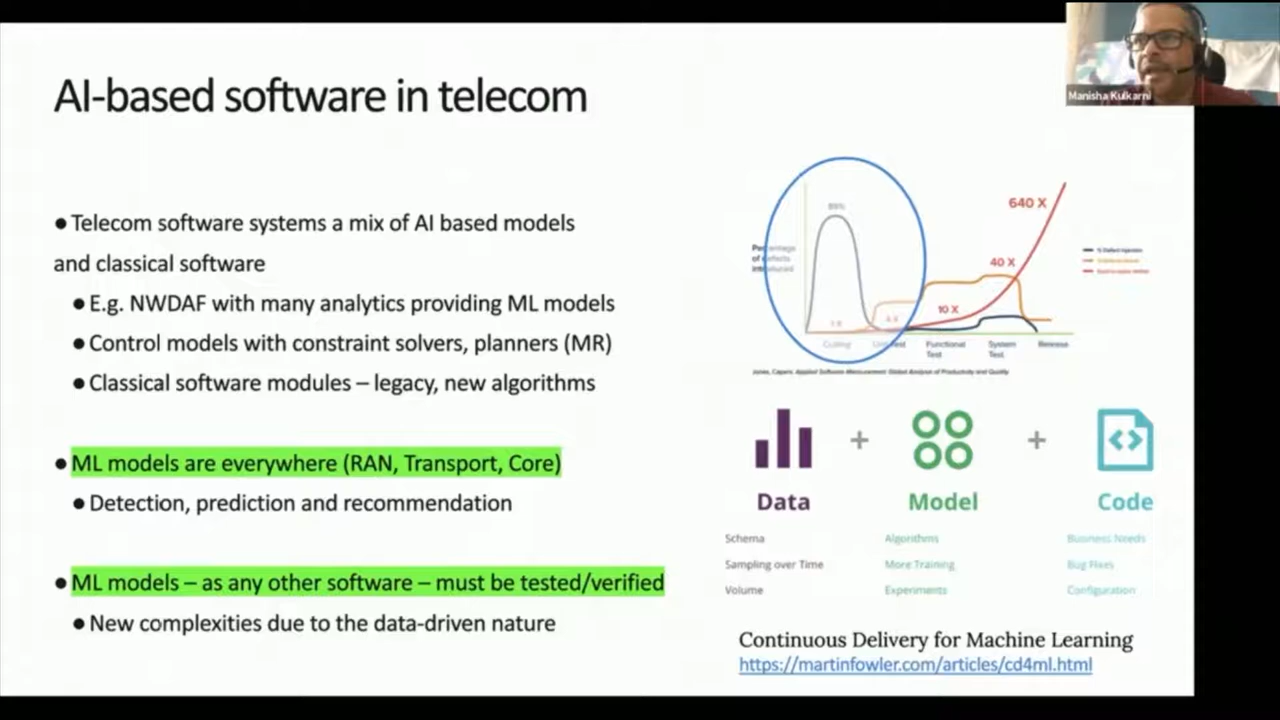 Manisha Kulkarni
AI-based software in telecom
● Telecom software systems a mix of AI based models
and classical software
● E.g. NWDAF with many analytics providing ML models
● Control models with constraint solvers, planners (MR)
● Classical software modules – legacy, new algorithms
● ML models are everywhere (RAN, Transport, Core)
● Detection, prediction and recommendation
● ML models – as any other software – must be tested/verified
● New complexities due to the data-driven nature
85%
640 X
40 X
10 X
Percentage
of defects
introduced
Coding
Unit Test
Functional
Test
System
Test
Release
Jones, Capers. Applied Software Measurement: Global Analysis of Productivity and Quality
+
+
Data
Model
Code
Schema
Algorithms
Business Needs
Sampling over Time
More Training
Bug Fixes
Volume
Experiments
Configuration
Continuous Delivery for Machine Learning
https://martinfowler.com/articles/cd4ml.html